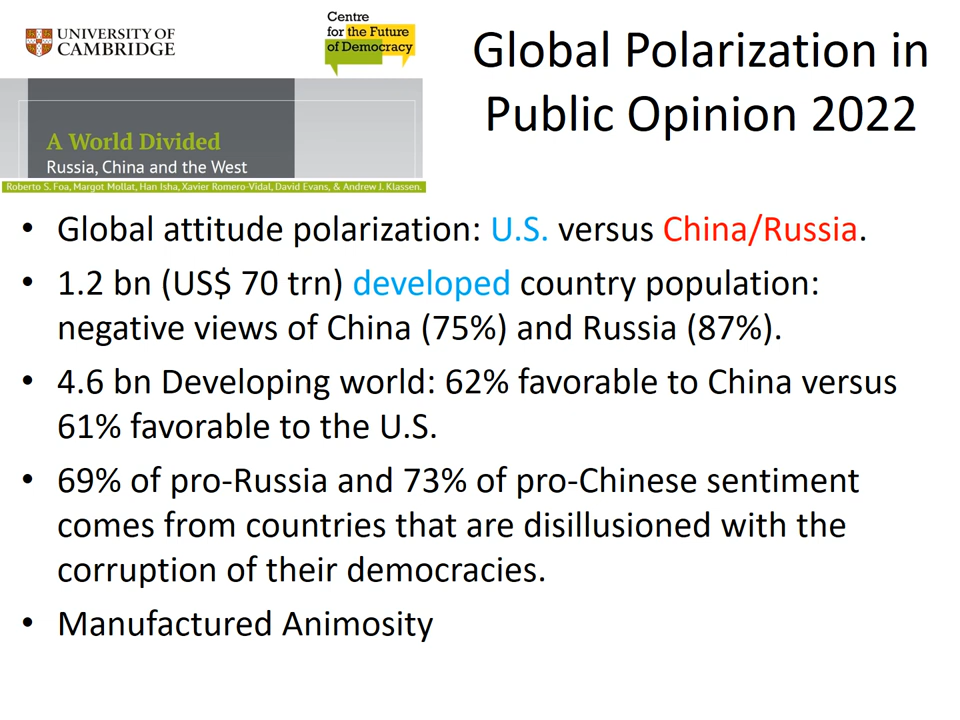 UNIVERSITY OF
CAMBRIDGE
Centre
for the Future
of Democracy
A World Divided
Russia, China and the West
Roberto S. Foa, Margot Mollat, Han Isha, Xavier Romero-Vidal, David Evans, & Andrew J. Klassen.
Global Polarization in
Public Opinion 2022
• Global attitude polarization: U.S. versus China/Russia.
• 1.2 bn (US$ 70 trn) developed country population:
negative views of China (75%) and Russia (87%).
• 4.6 bn Developing world: 62% favorable to China versus
61% favorable to the U.S.
• 69% of pro-Russia and 73% of pro-Chinese sentiment
comes from countries that are disillusioned with the
corruption of their democracies.
• Manufactured Animosity